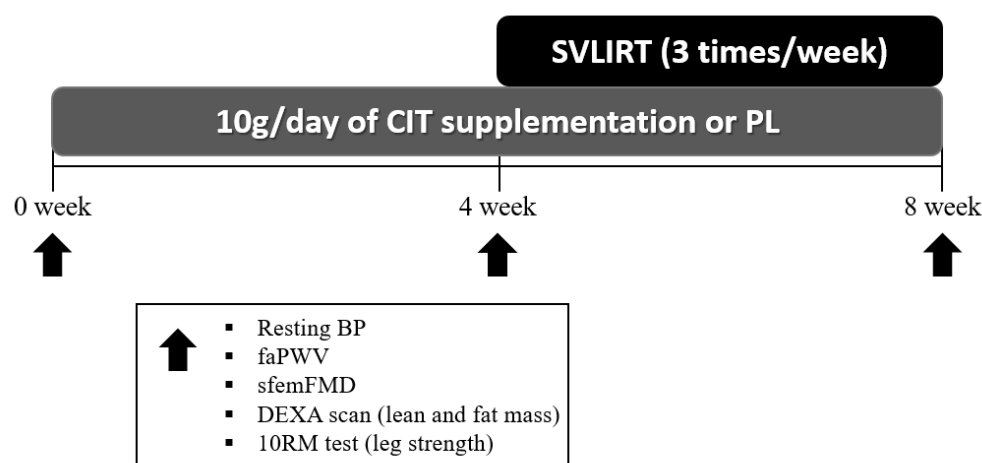 SVLIRT (3 times/week)
10g/day of CIT supplementation or PL
0 week
4 week
8 week
▪ Resting BP
▪ faPWV
▪ sfemFMD
▪ DEXA scan (lean and fat mass)
▪ 10RM test (leg strength)